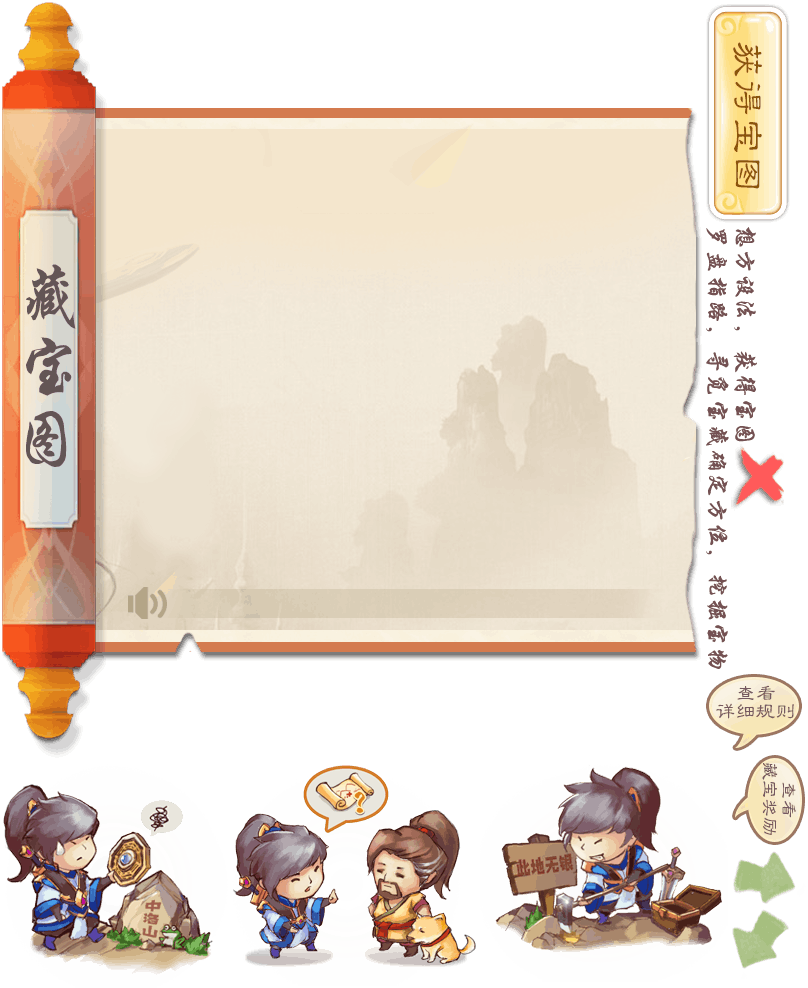 藏宝图
获得宝图
想方设法，获得宝图
罗盘指路，寻觅宝藏确定方位，挖掘宝物
查看
详细规则
查看
藏宝奖励
中海山
此地无银